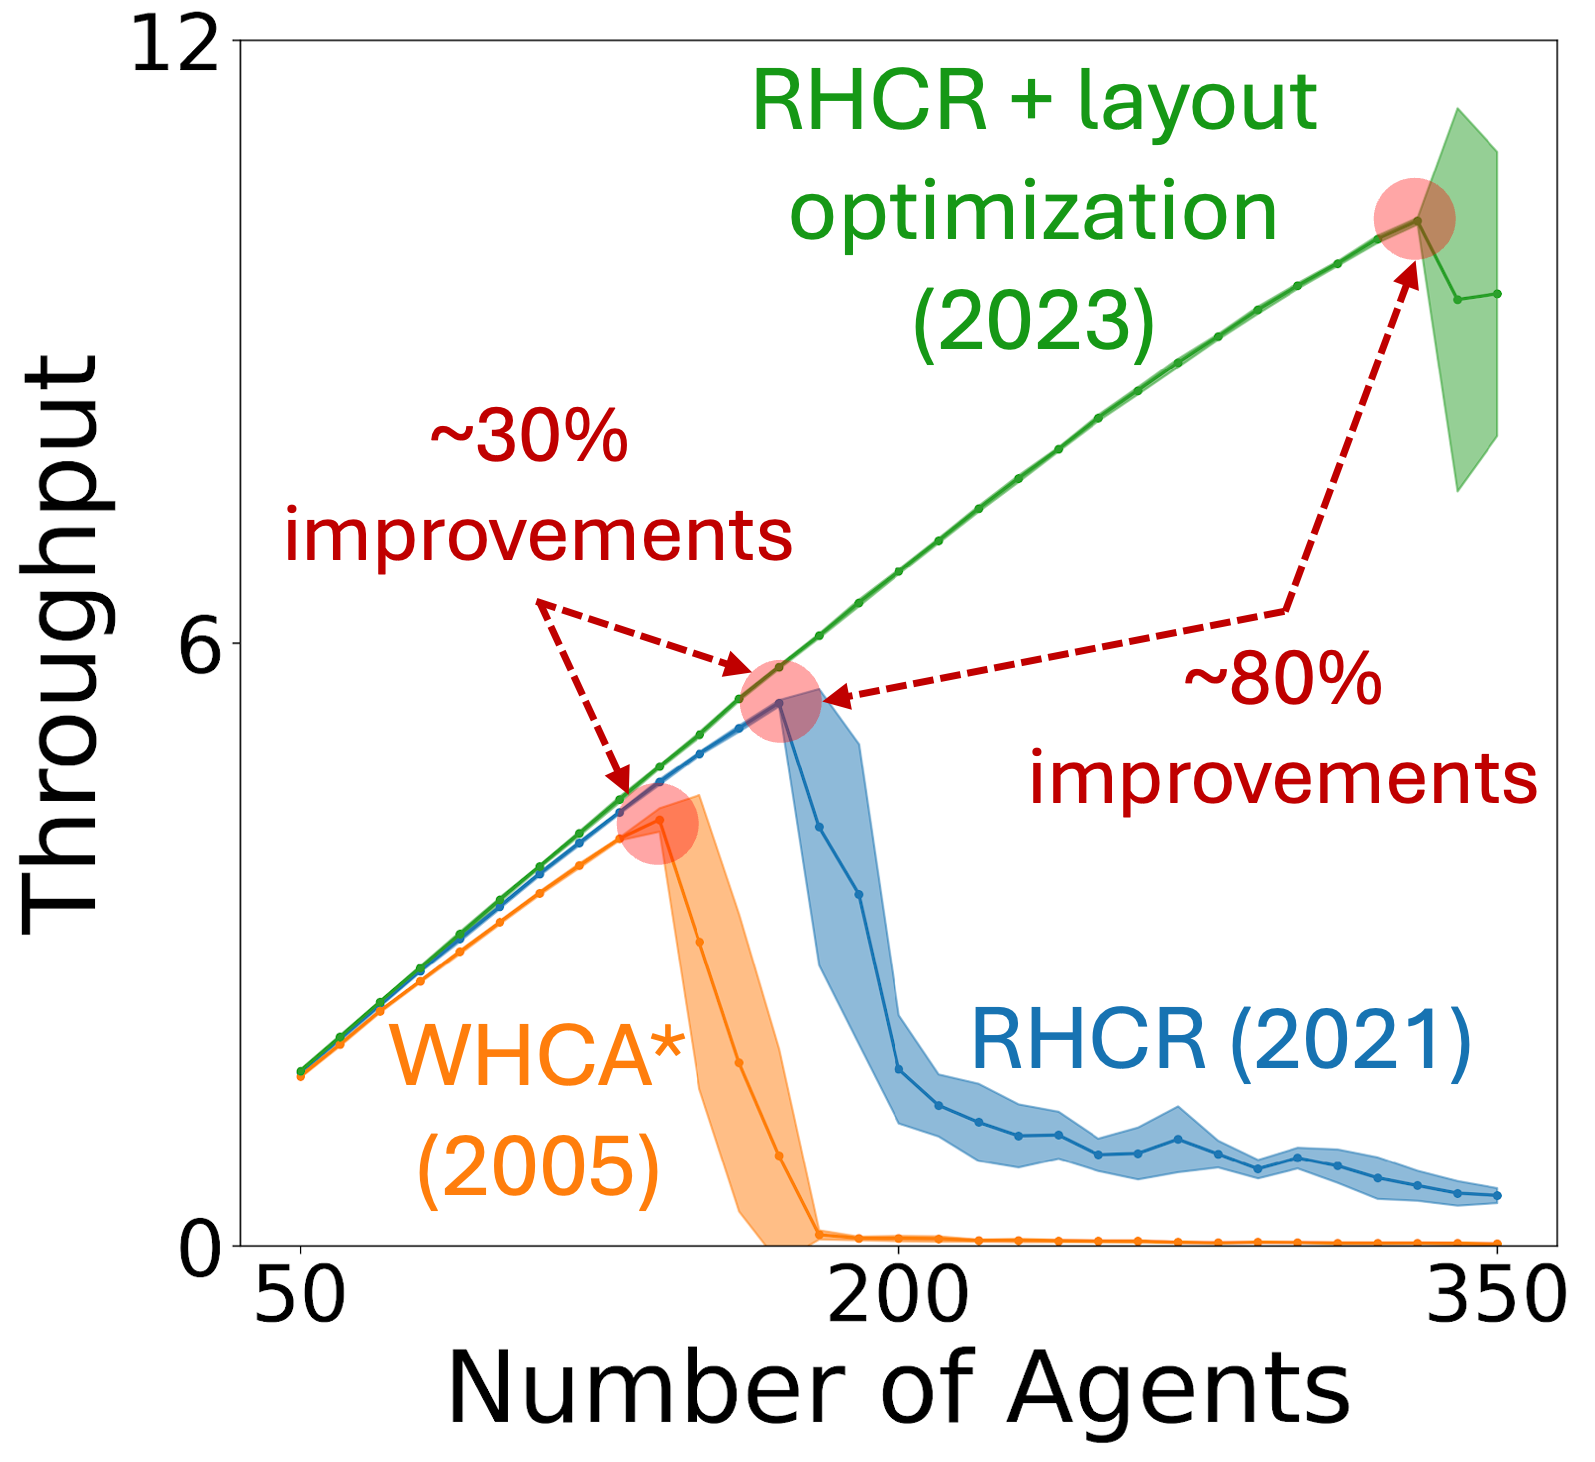 12
RHCR + layout
optimization
(2023)
~30%
improvements
Throughput
6
~80%
improvements
WHCA*
(2005)
RHCR (2021)
0
50
200
350
Number of Agents